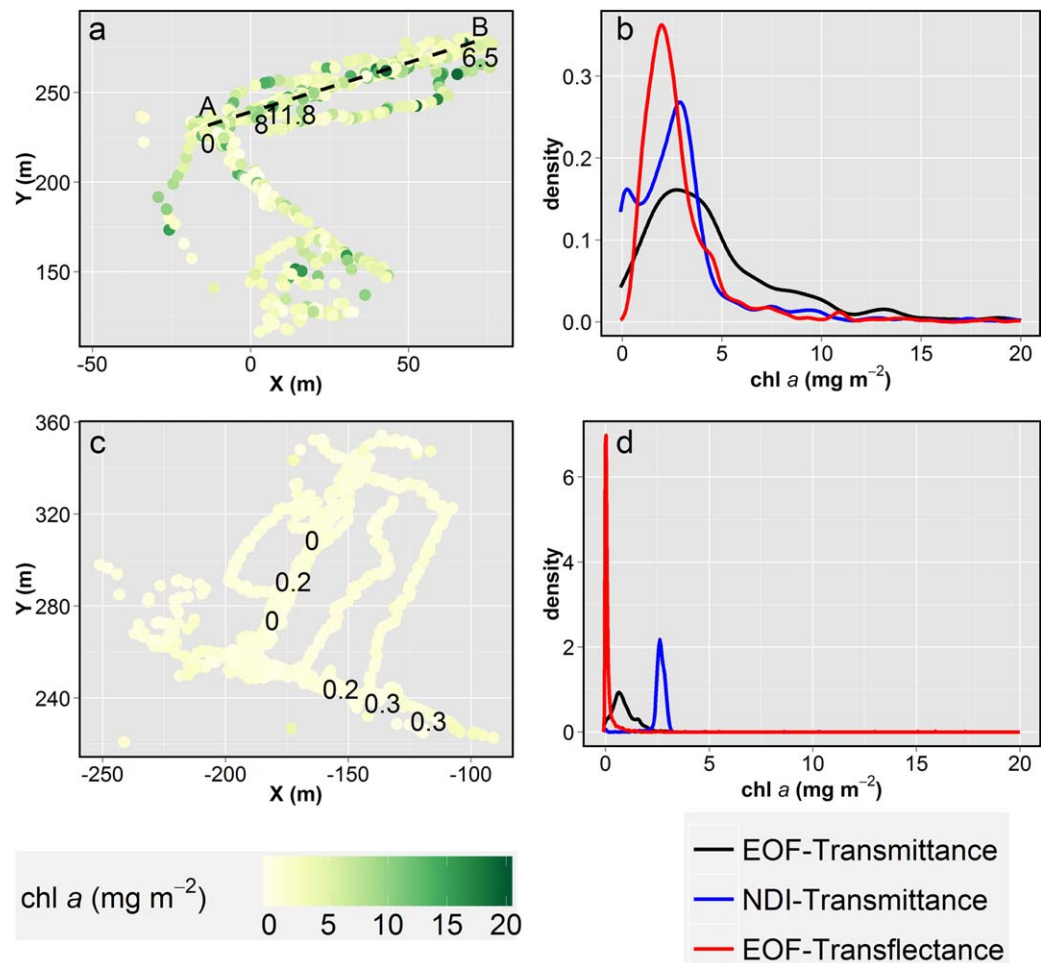 a
A
B
0
8
11.8
6.5
250
200
150
Y (m)
-50
0
50
X (m)
b
0.3
0.2
0.1
0.0
density
0
5
10
15
20
chl a (mg m−2)
c
0
0.2
0
0.2
0.3
0.3
360
320
280
240
Y (m)
-250
-200
-150
-100
X (m)
d
6
4
2
0
density
0
5
10
15
20
chl a (mg m−2)
chl a (mg m−2)
0 5 10 15 20
EOF-Transmittance
NDI-Transmittance
EOF-Transflectance